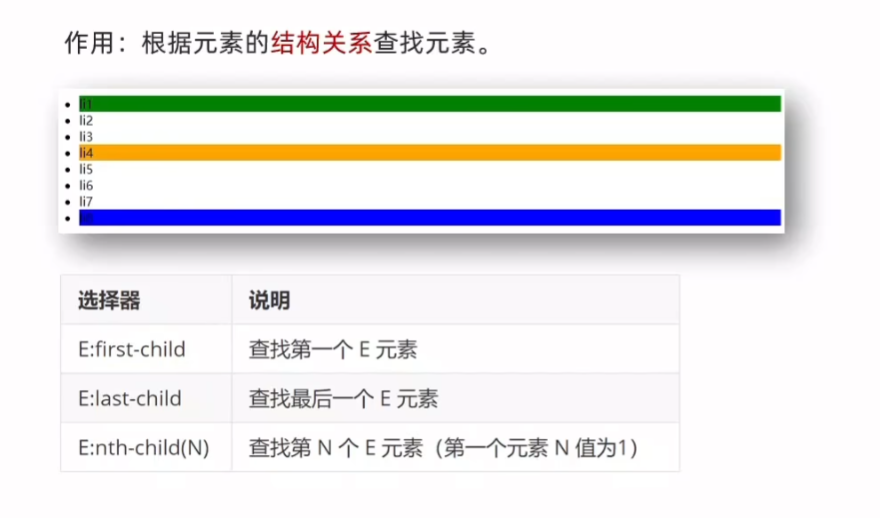 作用：根据元素的结构关系查找元素。
li1
li2
li3
li4
li5
li6
li7
选择器 说明
E:first-child 查找第一个 E 元素
E:last-child 查找最后一个 E 元素
E:nth-child(N) 查找第 N 个 E 元素（第一个元素 N 值为1）